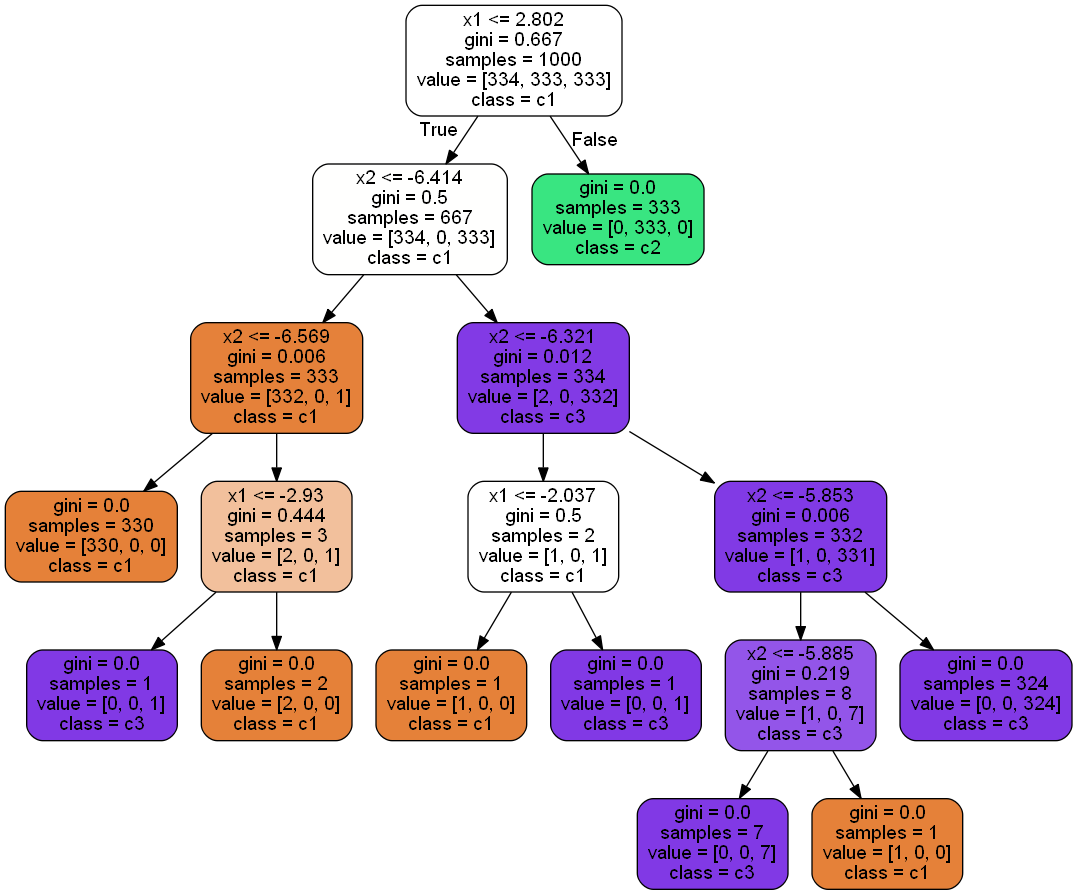 x1 <= 2.802
gini = 0.667
samples = 1000
value = [334, 333, 333]
class = c1
True
False
x2 <= -6.414
gini = 0.5
samples = 667
value = [334, 0, 333]
class = c1
gini = 0.0
samples = 333
value = [0, 333, 0]
class = c2
x2 <= -6.569
gini = 0.006
samples = 333
value = [332, 0, 1]
class = c1
x2 <= -6.321
gini = 0.012
samples = 334
value = [2, 0, 332]
class = c3
gini = 0.0
samples = 330
value = [330, 0, 0]
class = c1
x1 <= -2.93
gini = 0.444
samples = 3
value = [2, 0, 1]
class = c1
x1 <= -2.037
gini = 0.5
samples = 2
value = [1, 0, 1]
class = c1
x2 <= -5.853
gini = 0.006
samples = 332
value = [1, 0, 331]
class = c3
gini = 0.0
samples = 1
value = [0, 0, 1]
class = c3
gini = 0.0
samples = 2
value = [2, 0, 0]
class = c1
gini = 0.0
samples = 1
value = [1, 0, 0]
class = c1
gini = 0.0
samples = 1
value = [0, 0, 1]
class = c3
x2 <= -5.885
gini = 0.219
samples = 8
value = [1, 0, 7]
class = c3
gini = 0.0
samples = 324
value = [0, 0, 324]
class = c3
gini = 0.0
samples = 7
value = [0, 0, 7]
class = c3
gini = 0.0
samples = 1
value = [1, 0, 0]
class = c1